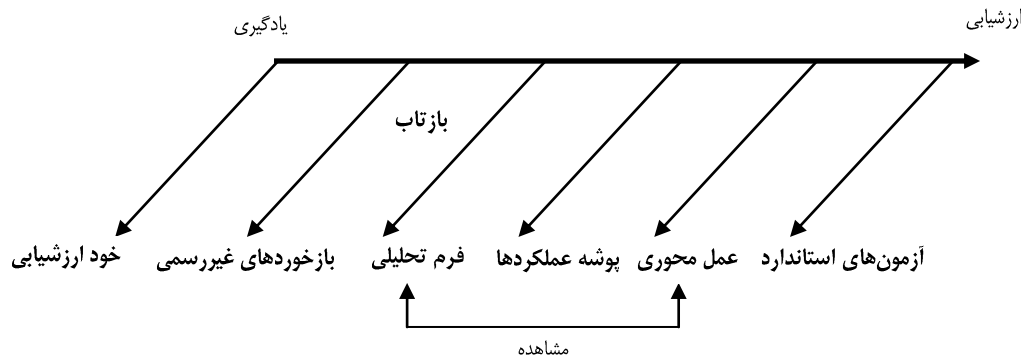 ارزشیابی
یادگیری
بازتاب
آزمون‌های استاندارد
عمل محوری
پوشه عملکردها
فرم تحلیلی
بازخوردهای غیررسمی
خود ارزشیابی
مشاهده